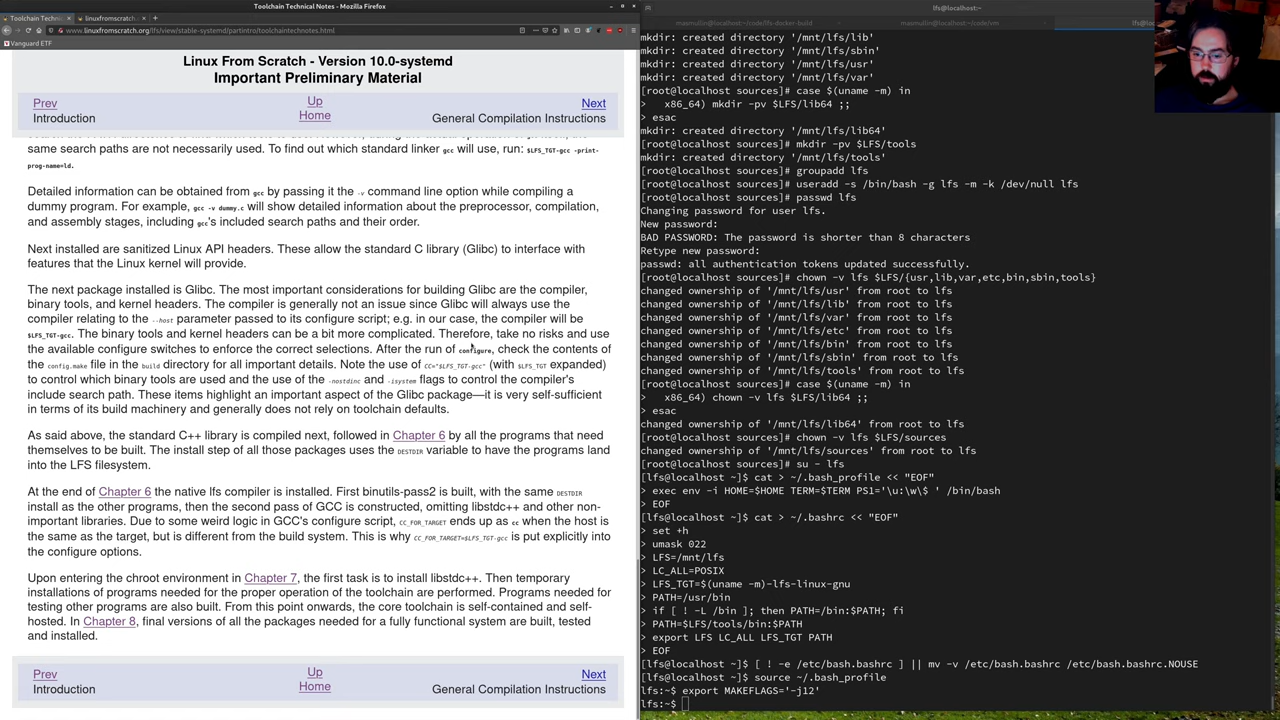 Toolchain Technical Notes - Mozilla Firefox
Toolchain Technic
linuxfromscratch.org
www.linuxfromscratch.org/lfs/view/stable-systemd/partintro/toolchaintechnotes.html
Vanguard ETF
Linux From Scratch - Version 10.0-systemd
Important Preliminary Material
Prev
Up
Next
Introduction
Home
General Compilation Instructions
same search paths are not necessarily used. To find out which standard linker gcc will use, run: $LFS_TGT-gcc -print-
prog-name=ld.
Detailed information can be obtained from gcc by passing it the -v command line option while compiling a
dummy program. For example, gcc -v dummy.c will show detailed information about the preprocessor, compilation,
and assembly stages, including gcc's included search paths and their order.
Next installed are sanitized Linux API headers. These allow the standard C library (Glibc) to interface with
features that the Linux kernel will provide.
The next package installed is Glibc. The most important considerations for building Glibc are the compiler,
binary tools, and kernel headers. The compiler is generally not an issue since Glibc will always use the
compiler relating to the --host parameter passed to its configure script; e.g. in our case, the compiler will be
$LFS_TGT-gcc. The binary tools and kernel headers can be a bit more complicated. Therefore, take no risks and use
the available configure switches to enforce the correct selections. After the run of configure, check the contents of
the config.make file in the build directory for all important details. Note the use of CC="$LFS_TGT-gcc" (with $LFS_TGT expanded)
to control which binary tools are used and the use of the -nostdinc and -isystem flags to control the compiler's
include search path. These items highlight an important aspect of the Glibc package—it is very self-sufficient
in terms of its build machinery and generally does not rely on toolchain defaults.
As said above, the standard C++ library is compiled next, followed in Chapter 6 by all the programs that need
themselves to be built. The install step of all those packages uses the DESTDIR variable to have the programs land
into the LFS filesystem.
At the end of Chapter 6 the native lfs compiler is installed. First binutils-pass2 is built, with the same DESTDIR
install as the other programs, then the second pass of GCC is constructed, omitting libstdc++ and other non-
important libraries. Due to some weird logic in GCC's configure script, CC_FOR_TARGET ends up as cc when the host is
the same as the target, but is different from the build system. This is why CC_FOR_TARGET=$LFS_TGT-gcc is put explicitly into
the configure options.
Upon entering the chroot environment in Chapter 7, the first task is to install libstdc++. Then temporary
installations of programs needed for the proper operation of the toolchain are performed. Programs needed for
testing other programs are also built. From this point onwards, the core toolchain is self-contained and self-
hosted. In Chapter 8, final versions of all the packages needed for a fully functional system are built, tested
and installed.
Prev
Up
Next
Introduction
Home
General Compilation Instructions
lfs@localhost:~
masmullin@localhost:~/code/lfs-docker-build
masmullin@localhost:~/code/vm
lfs@localhost:~
mkdir: created directory '/mnt/lfs/lib'
mkdir: created directory '/mnt/lfs/sbin'
mkdir: created directory '/mnt/lfs/usr'
mkdir: created directory '/mnt/lfs/var'
[root@localhost sources]# case $(uname -m) in
>   x86_64) mkdir -pv $LFS/lib64 ;;
> esac
mkdir: created directory '/mnt/lfs/lib64'
[root@localhost sources]# mkdir -pv $LFS/tools
mkdir: created directory '/mnt/lfs/tools'
[root@localhost sources]# groupadd lfs
[root@localhost sources]# useradd -s /bin/bash -g lfs -m -k /dev/null lfs
[root@localhost sources]# passwd lfs
Changing password for user lfs.
New password:
BAD PASSWORD: The password is shorter than 8 characters
Retype new password:
passwd: all authentication tokens updated successfully.
[root@localhost sources]# chown -v lfs $LFS/{usr,lib,var,etc,bin,sbin,tools}
changed ownership of '/mnt/lfs/usr' from root to lfs
changed ownership of '/mnt/lfs/lib' from root to lfs
changed ownership of '/mnt/lfs/var' from root to lfs
changed ownership of '/mnt/lfs/etc' from root to lfs
changed ownership of '/mnt/lfs/bin' from root to lfs
changed ownership of '/mnt/lfs/sbin' from root to lfs
changed ownership of '/mnt/lfs/tools' from root to lfs
[root@localhost sources]# case $(uname -m) in
>   x86_64) chown -v lfs $LFS/lib64 ;;
> esac
changed ownership of '/mnt/lfs/lib64' from root to lfs
[root@localhost sources]# chown -v lfs $LFS/sources
changed ownership of '/mnt/lfs/sources' from root to lfs
[root@localhost sources]# su - lfs
[lfs@localhost ~]$ cat > ~/.bash_profile << "EOF"
> exec env -i HOME=$HOME TERM=$TERM PS1='\u:\w\$ ' /bin/bash
> EOF
[lfs@localhost ~]$ cat > ~/.bashrc << "EOF"
> set +h
> umask 022
> LFS=/mnt/lfs
> LC_ALL=POSIX
> LFS_TGT=$(uname -m)-lfs-linux-gnu
> PATH=/usr/bin
> if [ ! -L /bin ]; then PATH=/bin:$PATH; fi
> PATH=$LFS/tools/bin:$PATH
> export LFS LC_ALL LFS_TGT PATH
> EOF
[lfs@localhost ~]$ [ ! -e /etc/bash.bashrc ] || mv -v /etc/bash.bashrc /etc/bash.bashrc.NOUSE
[lfs@localhost ~]$ source ~/.bash_profile
lfs:~$ export MAKEFLAGS='-j12'
lfs:~$